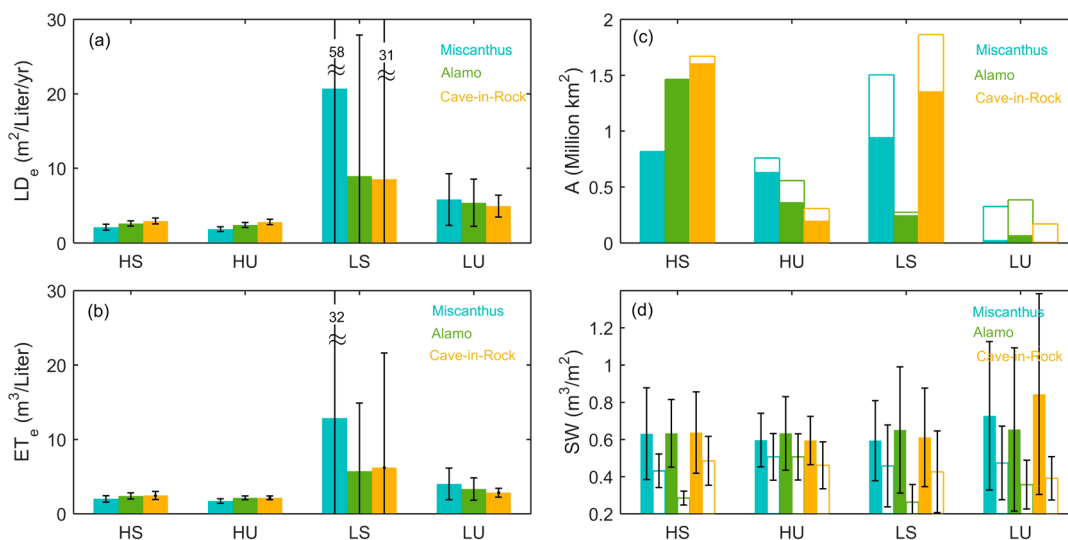 (a)
LDₑ (m²/Liter/yr)
30
20
10
0
58
31
Miscanthus
Alamo
Cave-in-Rock
HS HU LS LU
(c)
A (Million km²)
2
1.5
1
0.5
0
Miscanthus
Alamo
Cave-in-Rock
HS HU LS LU
(b)
ETₑ (m³/Liter)
30
20
10
0
32
Miscanthus
Alamo
Cave-in-Rock
HS HU LS LU
(d)
SW (m³/m²)
1.2
1
0.8
0.6
0.4
0.2
Miscanthus
Alamo
Cave-in-Rock
HS HU LS LU